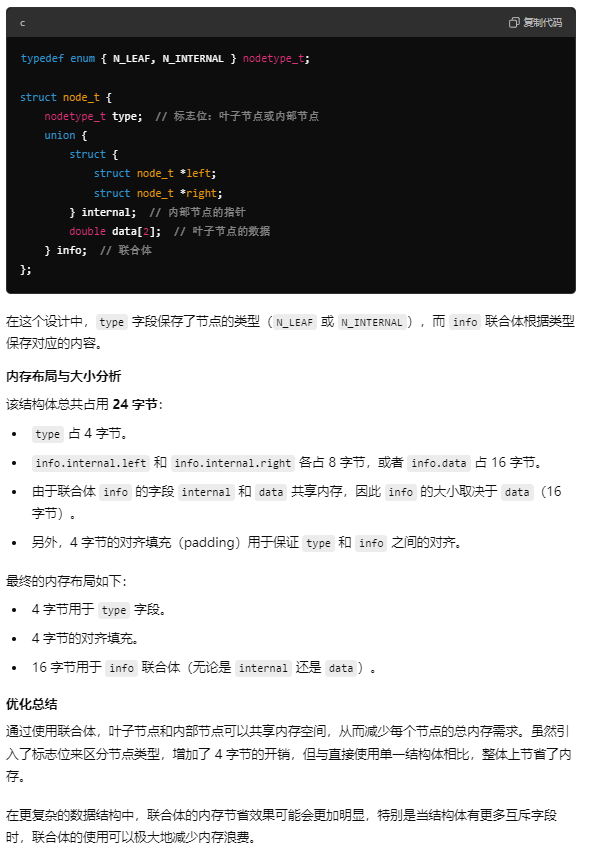 c
复制代码
typedef enum { N_LEAF, N_INTERNAL } nodetype_t;
struct node_t {
    nodetype_t type;  // 标志位：叶子节点或内部节点
    union {
        struct {
            struct node_t *left;
            struct node_t *right;
        } internal;  // 内部节点的指针
        double data[2];  // 叶子节点的数据
    } info;  // 联合体
};
在这个设计中，type 字段保存了节点的类型（N_LEAF 或 N_INTERNAL），而 info 联合体根据类型
保存对应的内容。
内存布局与大小分析
该结构体总共占用 24 字节：
• type 占 4 字节。
• info.internal.left 和 info.internal.right 各占 8 字节，或者 info.data 占 16 字节。
• 由于联合体 info 的字段 internal 和 data 共享内存，因此 info 的大小取决于 data（16
字节）。
• 另外，4 字节的对齐填充（padding）用于保证 type 和 info 之间的对齐。
最终的内存布局如下：
• 4 字节用于 type 字段。
• 4 字节的对齐填充。
• 16 字节用于 info 联合体（无论是 internal 还是 data）。
优化总结
通过使用联合体，叶子节点和内部节点可以共享内存空间，从而减少每个节点的总内存需求。虽然引
入了标志位来区分节点类型，增加了 4 字节的开销，但与直接使用单一结构体相比，整体上节省了内
存。
在更复杂的数据结构中，联合体的内存节省效果可能会更加明显，特别是当结构体有更多互斥字段
时，联合体的使用可以极大地减少内存浪费。